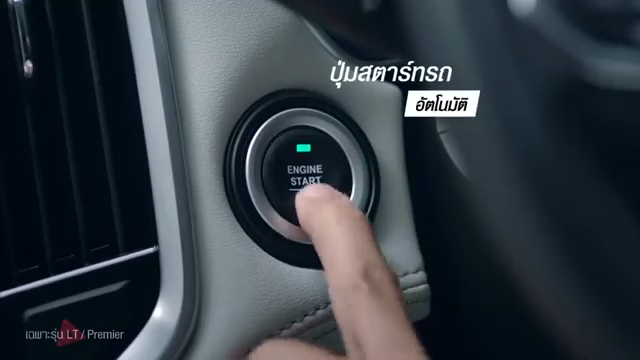 ปุ่มสตาร์ทรถ
อัตโนมัติ
ENGINE
START
เฉพาะรุ่น LT / Premier